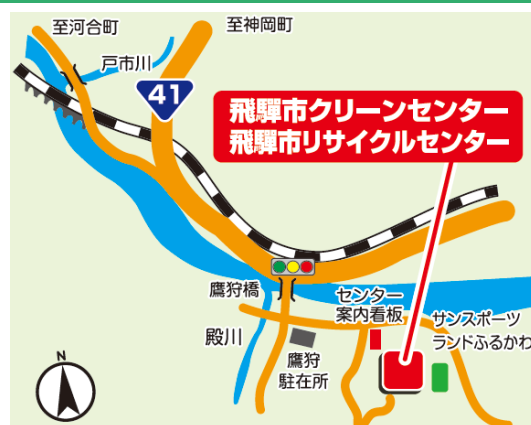 至河合町
至神岡町
戸市川
41
飛驒市クリーンセンター
飛驒市リサイクルセンター
鷹狩橋
センター
案内看板
サンスポーツ
ランドふるかわ
殿川
鷹狩
駐在所
N